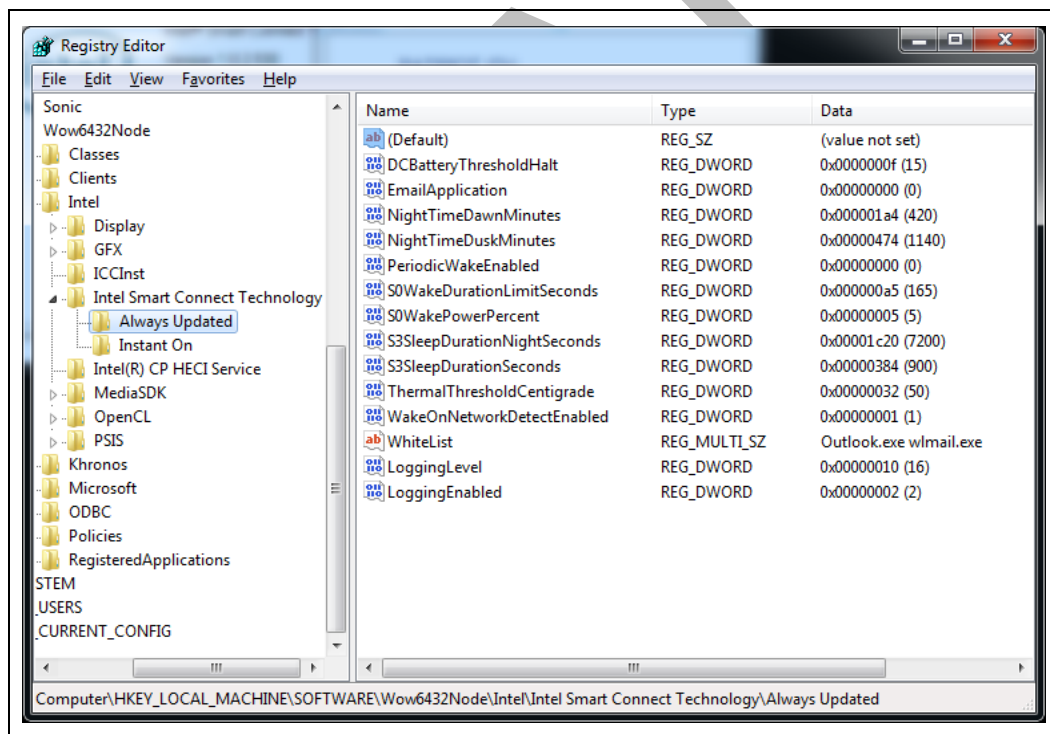 Registry Editor
File Edit View Favorites Help
Sonic
Wow6432Node
Classes
Clients
Intel
Display
GFX
ICCInst
Intel Smart Connect Technology
Always Updated
Instant On
Intel(R) CP HECI Service
MediaSDK
OpenCL
PSIS
Khronos
Microsoft
ODBC
Policies
RegisteredApplications
STEM
_USERS
_CURRENT_CONFIG
Name Type Data
(Default) REG_SZ (value not set)
DCBatteryThresholdHalt REG_DWORD 0x0000000f (15)
EmailApplication REG_DWORD 0x00000000 (0)
NightTimeDawnMinutes REG_DWORD 0x000001a4 (420)
NightTimeDuskMinutes REG_DWORD 0x00000474 (1140)
PeriodicWakeEnabled REG_DWORD 0x00000000 (0)
S0WakeDurationLimitSeconds REG_DWORD 0x000000a5 (165)
S0WakePowerPercent REG_DWORD 0x00000005 (5)
S3SleepDurationNightSeconds REG_DWORD 0x00001c20 (7200)
S3SleepDurationSeconds REG_DWORD 0x00000384 (900)
ThermalThresholdCentigrade REG_DWORD 0x00000032 (50)
WakeOnNetworkDetectEnabled REG_DWORD 0x00000001 (1)
WhiteList REG_MULTI_SZ Outlook.exe wlmail.exe
LoggingLevel REG_DWORD 0x00000010 (16)
LoggingEnabled REG_DWORD 0x00000002 (2)
Computer\HKEY_LOCAL_MACHINE\SOFTWARE\Wow6432Node\Intel\Intel Smart Connect Technology\Always Updated